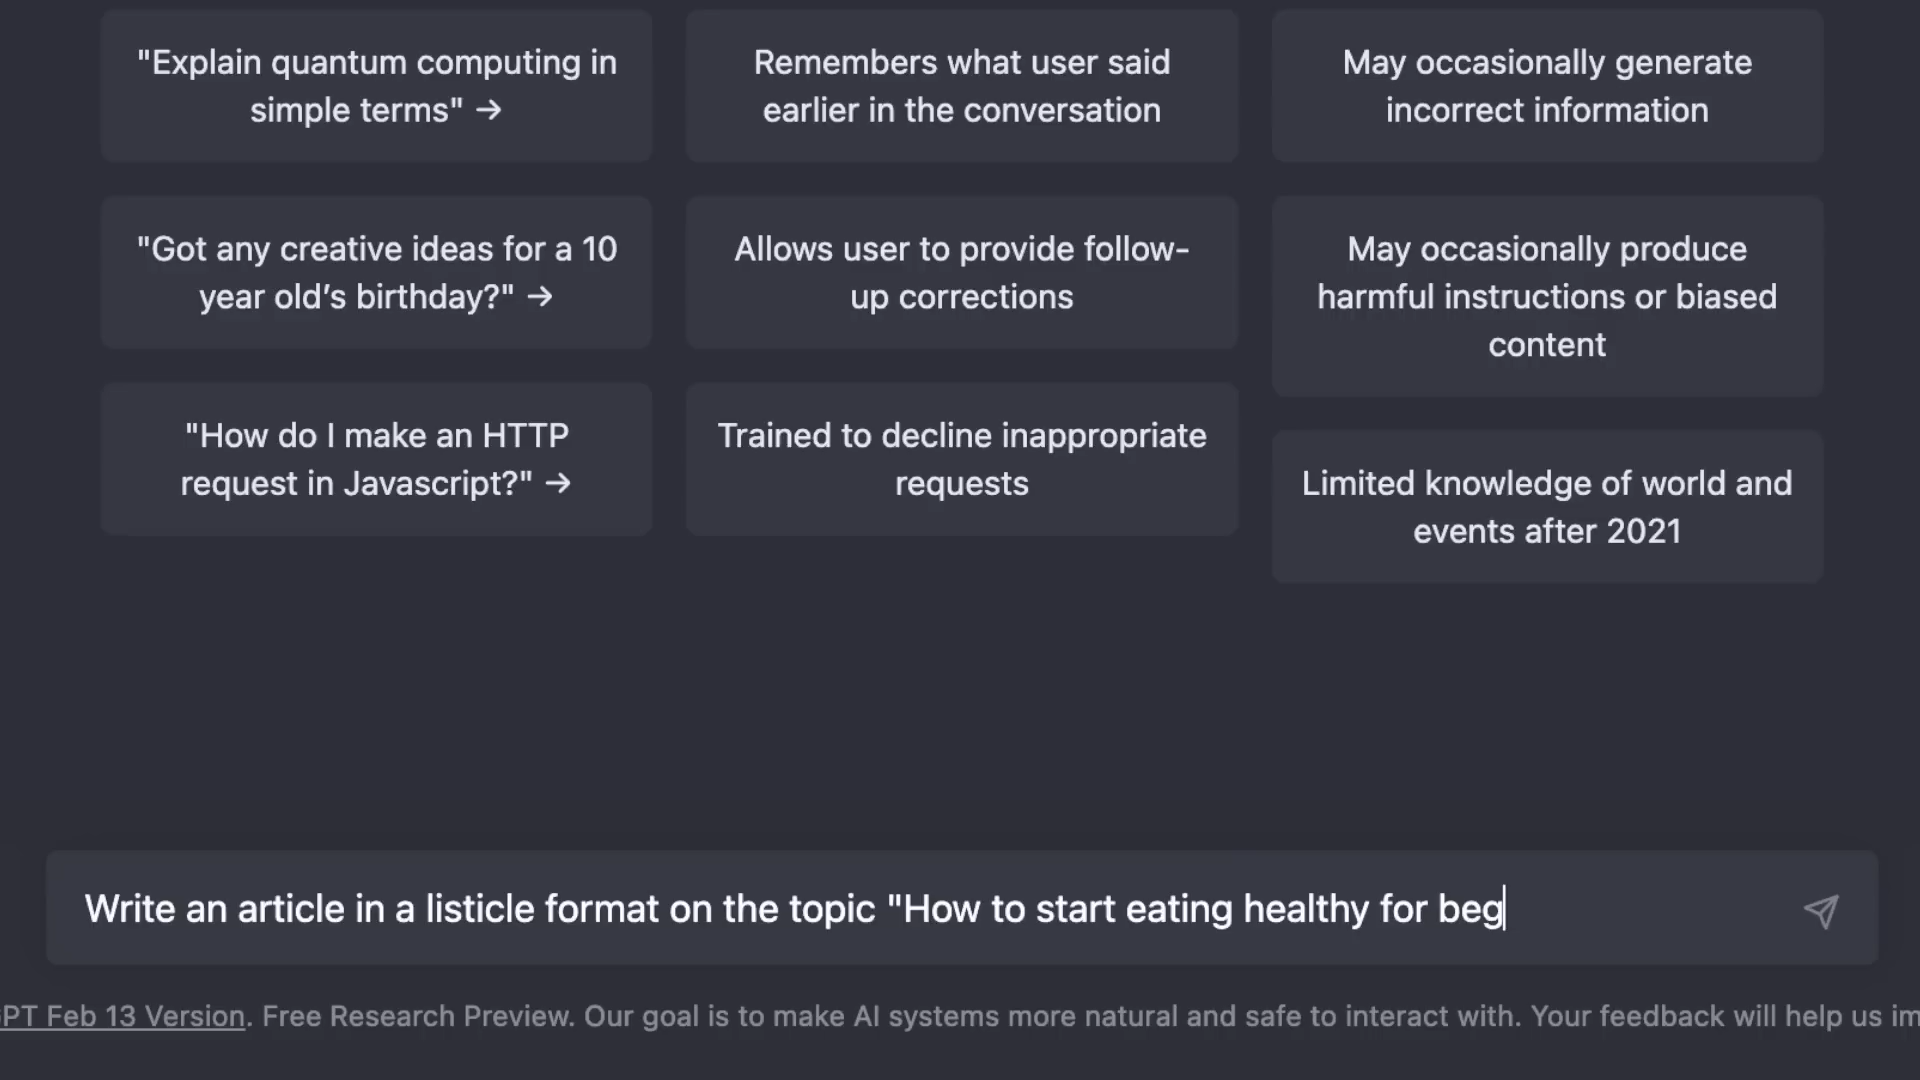 "Explain quantum computing in
simple terms" →
"Got any creative ideas for a 10
year old's birthday?" →
"How do I make an HTTP
request in Javascript?" →
Remembers what user said
earlier in the conversation
Allows user to provide follow-
up corrections
Trained to decline inappropriate
requests
May occasionally generate
incorrect information
May occasionally produce
harmful instructions or biased
content
Limited knowledge of world and
events after 2021
Write an article in a listicle format on the topic "How to start eating healthy for beg
PT Feb 13 Version. Free Research Preview. Our goal is to make AI systems more natural and safe to interact with. Your feedback will help us im